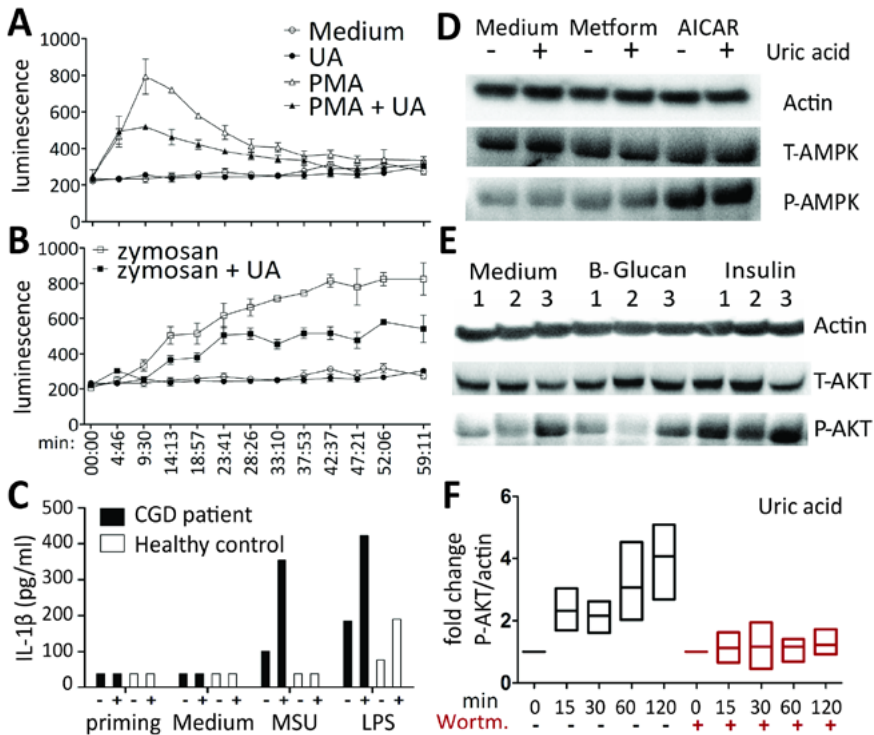 A
1000
800
600
400
200
0
luminescence
Medium
UA
PMA
PMA + UA
B
1000
800
600
400
200
0
luminescence
zymosan
zymosan + UA
min:
00:00
4:46
9:30
14:13
18:57
23:41
28:26
33:10
37:53
42:37
47:21
52:06
59:11
C
500
400
300
200
100
0
IL-1β (pg/ml)
CGD patient
Healthy control
- + - + - + - + - + - + - + - +
priming Medium MSU LPS
D
Medium Metform AICAR
- + - + - + Uric acid
Actin
T-AMPK
P-AMPK
E
Medium B-Glucan Insulin
1 2 3 1 2 3 1 2 3
Actin
T-AKT
P-AKT
F
Uric acid
6
4
2
0
fold change
P-AKT/actin
min 0 15 30 60 120 0 15 30 60 120
Wortm. - - - - - + + + + +